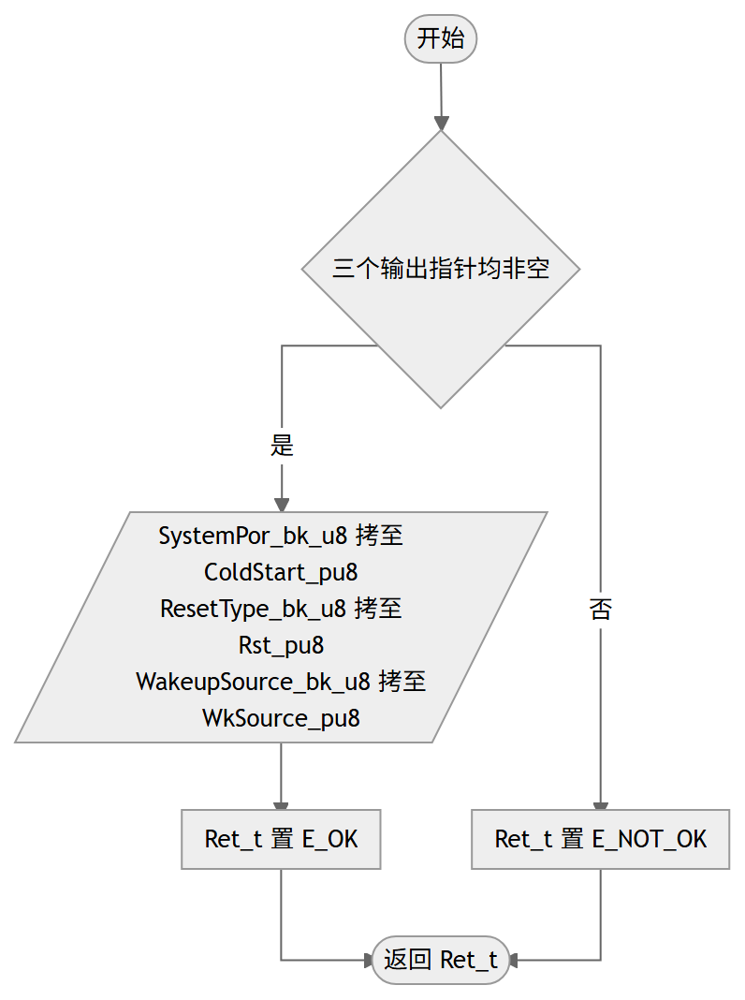 开始
三个输出指针均非空
是
SystemPor_bk_u8 拷至
ColdStart_pu8
ResetType_bk_u8 拷至
Rst_pu8
WakeupSource_bk_u8 拷至
WkSource_pu8
否
Ret_t 置 E_OK
Ret_t 置 E_NOT_OK
返回 Ret_t